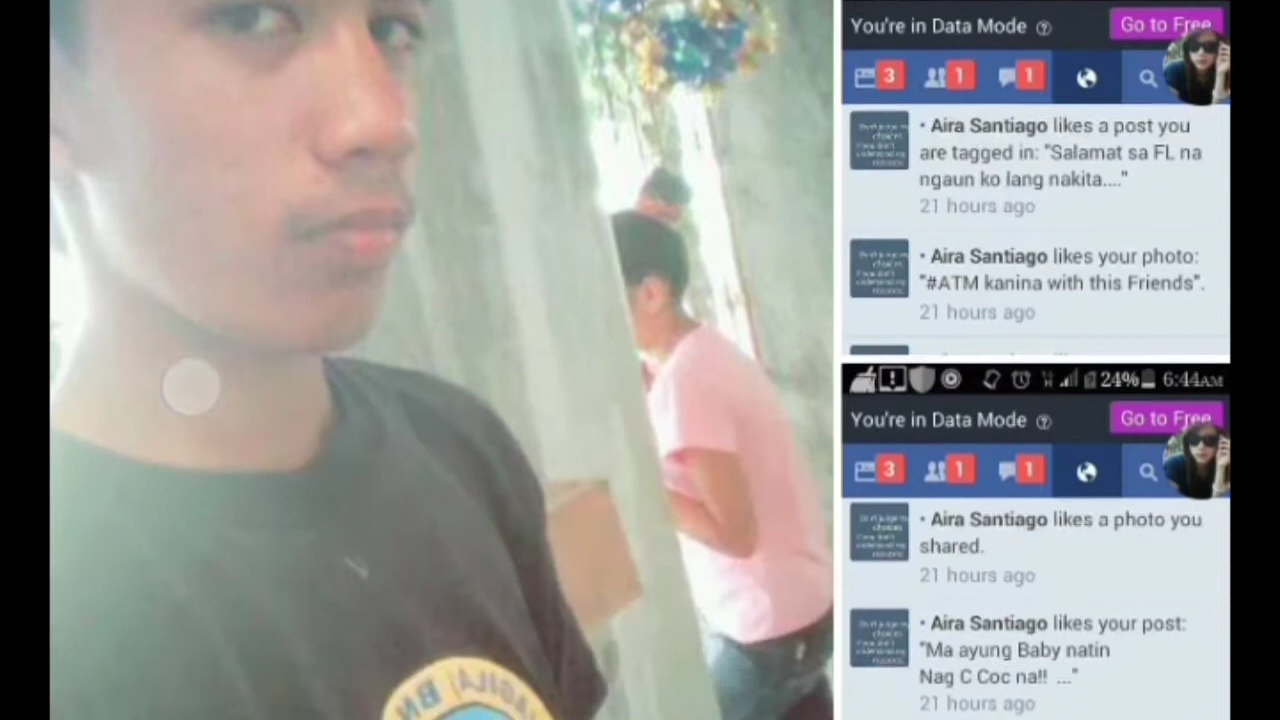 You're in Data Mode
Go to Free
3
1
1
• Aira Santiago likes a post you
are tagged in: "Salamat sa FL na
ngaun ko lang nakita...."
21 hours ago
• Aira Santiago likes your photo:
"#ATM kanina with this Friends".
21 hours ago
24% 6:44AM
You're in Data Mode
Go to Free
3
1
1
• Aira Santiago likes a photo you
shared.
21 hours ago
• Aira Santiago likes your post:
"Ma ayung Baby natin
Nag C Coc na!! ..."
21 hours ago